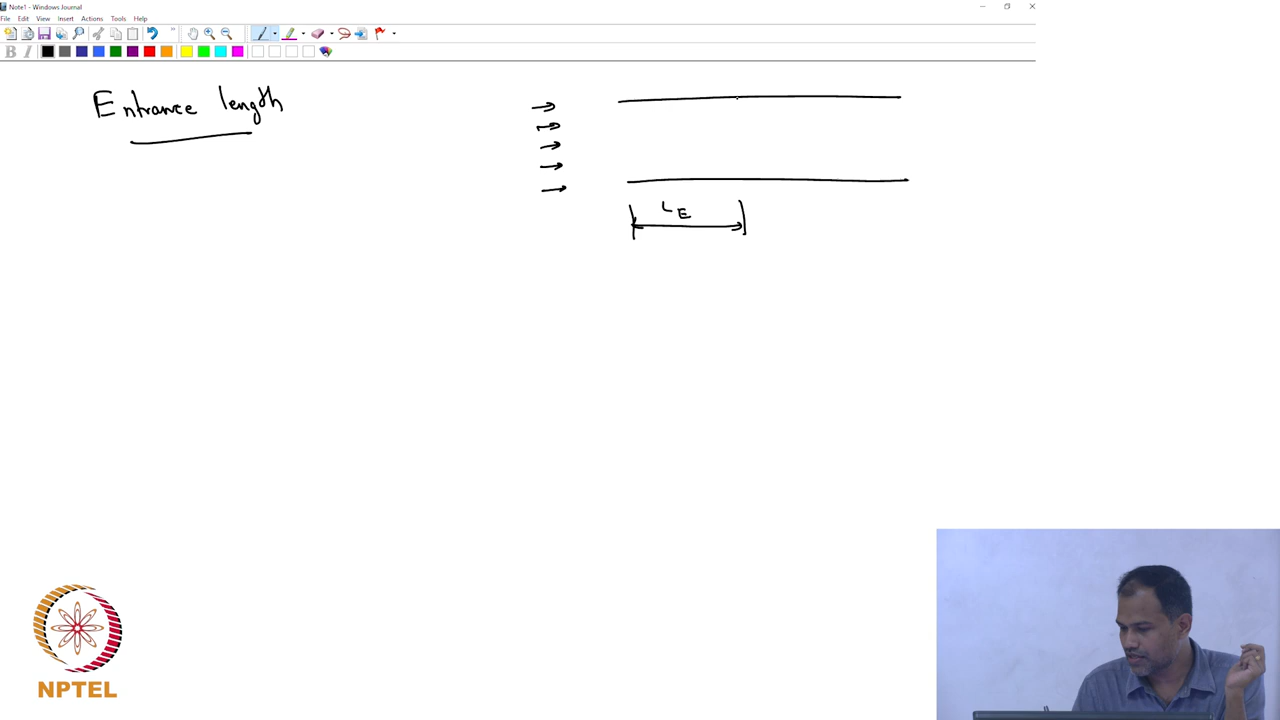 Note1 - Windows Journal
File Edit View Insert Actions Tools Help
B I
Entrance length
LE
NPTEL